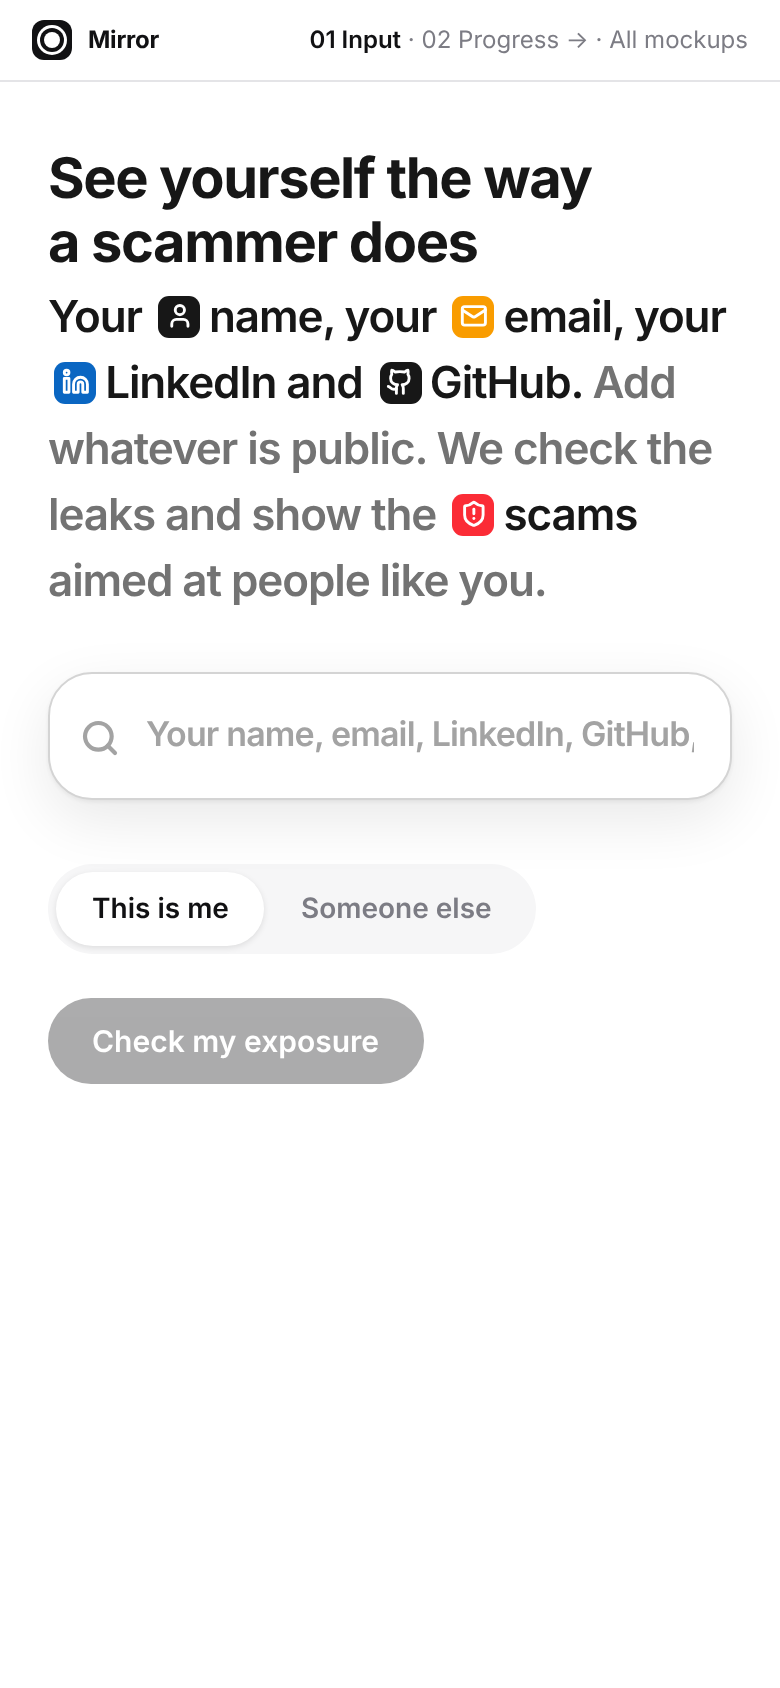 Mirror
01 Input · 02 Progress → · All mockups
See yourself the way
a scammer does
Your name, your email, your
LinkedIn and GitHub. Add
whatever is public. We check the
leaks and show the scams
aimed at people like you.
Your name, email, LinkedIn, GitHub,
This is me
Someone else
Check my exposure